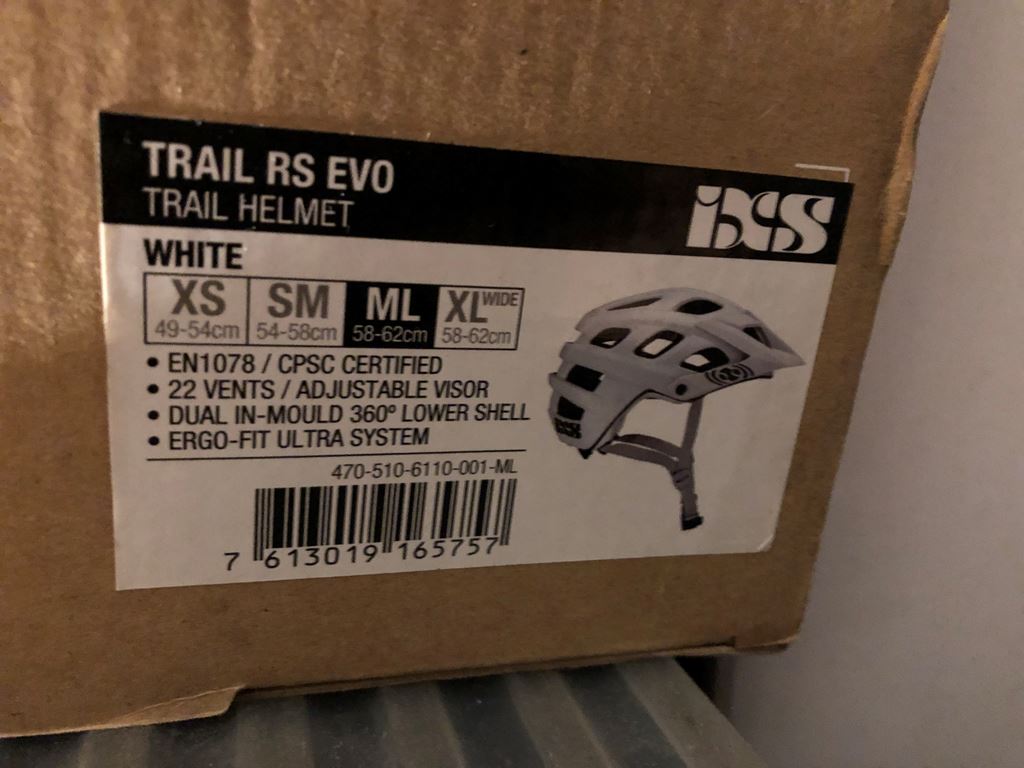 TRAIL RS EVO
TRAIL HELMET
iXS
WHITE
XS SM ML XL WIDE
49-54cm 54-58cm 58-62cm 58-62cm
• EN1078 / CPSC CERTIFIED
• 22 VENTS / ADJUSTABLE VISOR
• DUAL IN-MOULD 360º LOWER SHELL
• ERGO-FIT ULTRA SYSTEM
iXS
470-510-6110-001-ML
7 613019 165757